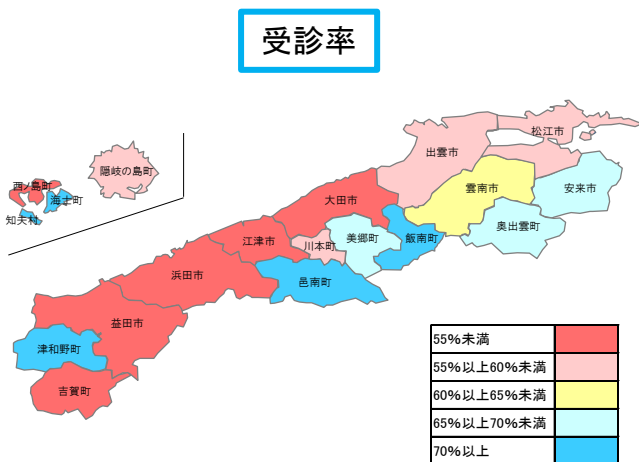 受診率
松江市
出雲市
隠岐の島町
雲南市
安来市
西ノ島町
海士町
大田市
知夫村
奥出雲町
美郷町
飯南町
江津市
川本町
浜田市
邑南町
益田市
津和野町
吉賀町
55%未満
55%以上60%未満
60%以上65%未満
65%以上70%未満
70%以上